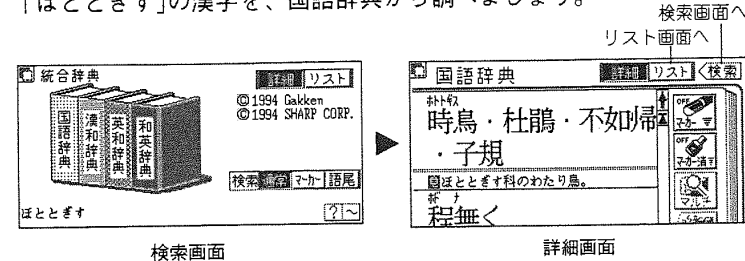 「ほととぎす」の漢字を、国語辞典から調べましょう。
検索画面へ
リスト画面へ
統合辞典
詳細 リスト
© 1994 Gakken
© 1994 SHARP CORP.
国語辞典
漢和辞典
英和辞典
和英辞典
検索 マーカー 語尾
ほととぎす
?|~
検索画面
国語辞典
詳細 リスト 検索
ホトトギス
時鳥・杜鵑・不如帰
・子規
ほととぎす科のわたり鳥。
ホド ナ
程無く
OFF
マーカー
OFF
マーカー消
マルチ
詳細画面